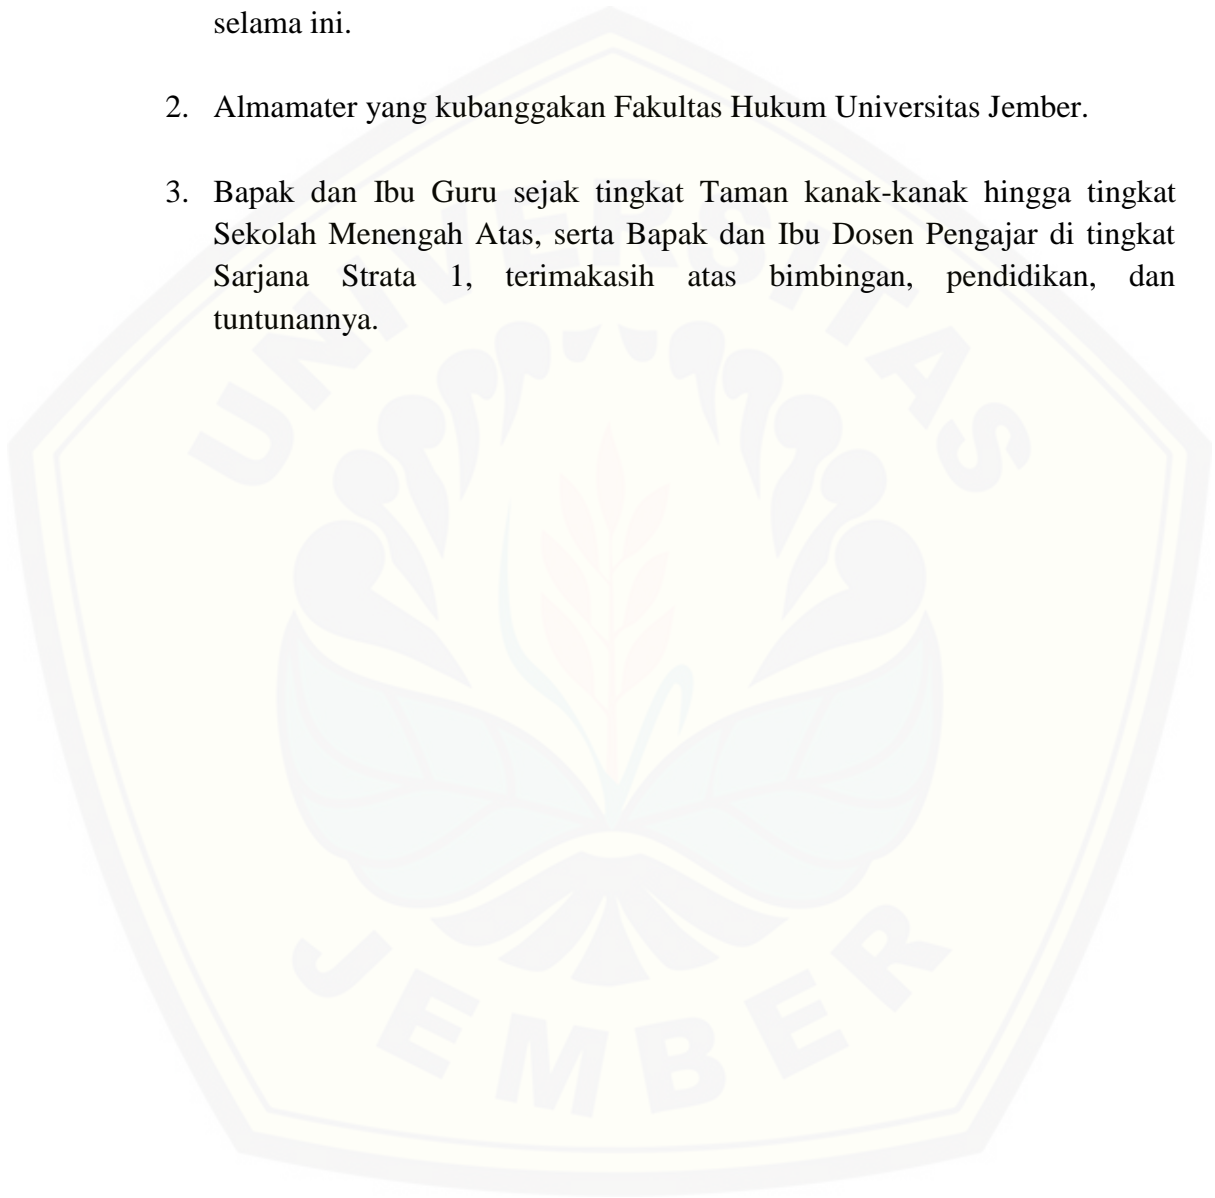 selama ini.
2. Almamater yang kubanggakan Fakultas Hukum Universitas Jember.
3. Bapak dan Ibu Guru sejak tingkat Taman kanak-kanak hingga tingkat
Sekolah Menengah Atas, serta Bapak dan Ibu Dosen Pengajar di tingkat
Sarjana Strata 1, terimakasih atas bimbingan, pendidikan, dan
tuntunannya.
UNIVERSITAS
JEMBER